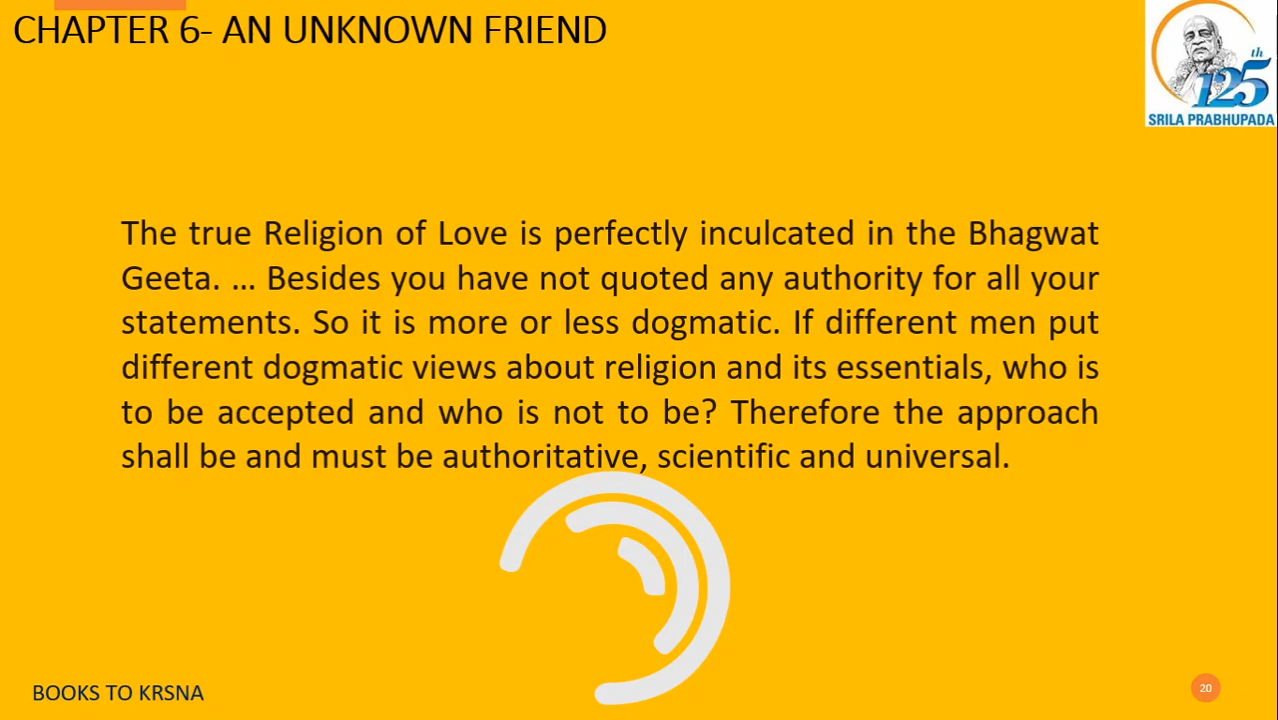 CHAPTER 6- AN UNKNOWN FRIEND
125th
SRILA PRABHUPADA
The true Religion of Love is perfectly inculcated in the Bhagwat
Geeta. ... Besides you have not quoted any authority for all your
statements. So it is more or less dogmatic. If different men put
different dogmatic views about religion and its essentials, who is
to be accepted and who is not to be? Therefore the approach
shall be and must be authoritative, scientific and universal.
BOOKS TO KRSNA
20